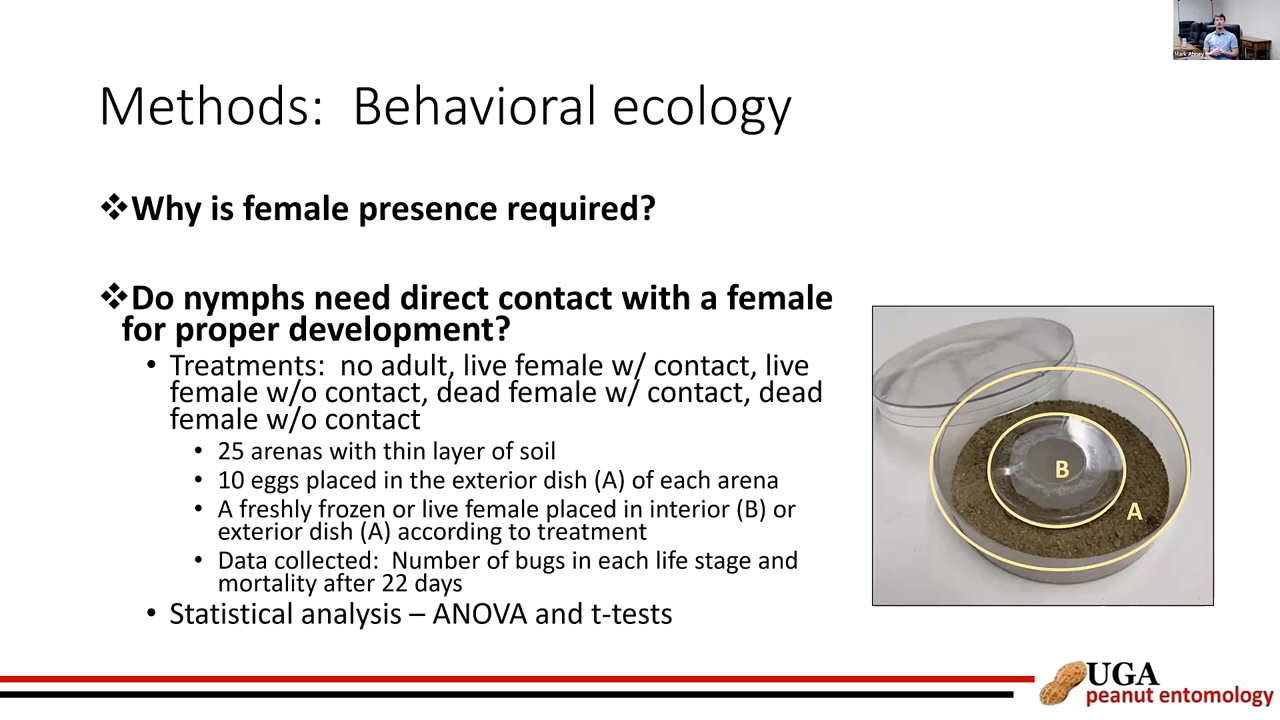 Mark Abney
Methods: Behavioral ecology
❖Why is female presence required?
❖Do nymphs need direct contact with a female
for proper development?
• Treatments: no adult, live female w/ contact, live
female w/o contact, dead female w/ contact, dead
female w/o contact
• 25 arenas with thin layer of soil
• 10 eggs placed in the exterior dish (A) of each arena
• A freshly frozen or live female placed in interior (B) or
exterior dish (A) according to treatment
• Data collected: Number of bugs in each life stage and
mortality after 22 days
• Statistical analysis – ANOVA and t-tests
B
A
UGA
peanut entomology